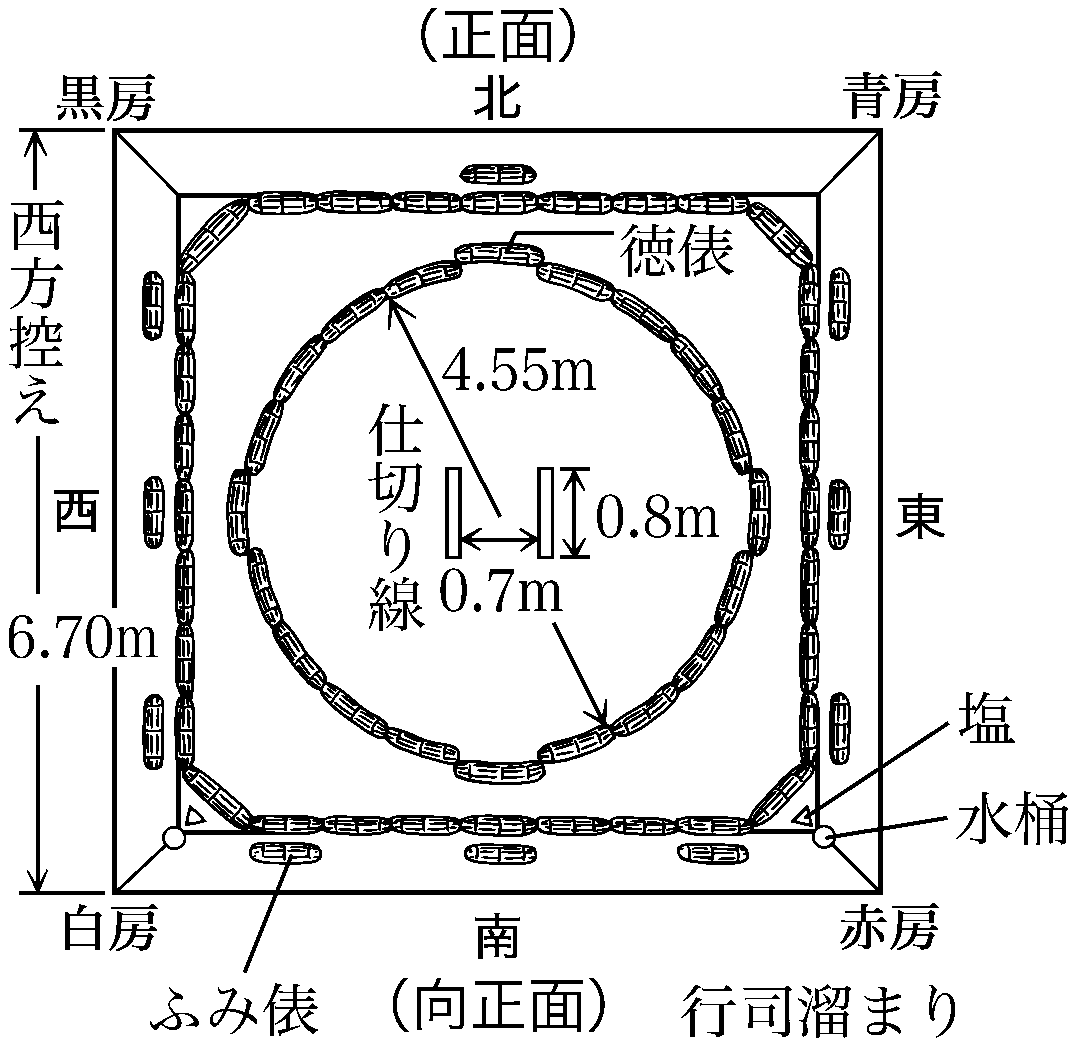 （正面）
黒房
北
青房
西方控え
徳俵
4.55m
仕切り線
西
0.8m
東
0.7m
6.70m
塩
水桶
白房
南
赤房
ふみ俵
（向正面）
行司溜まり